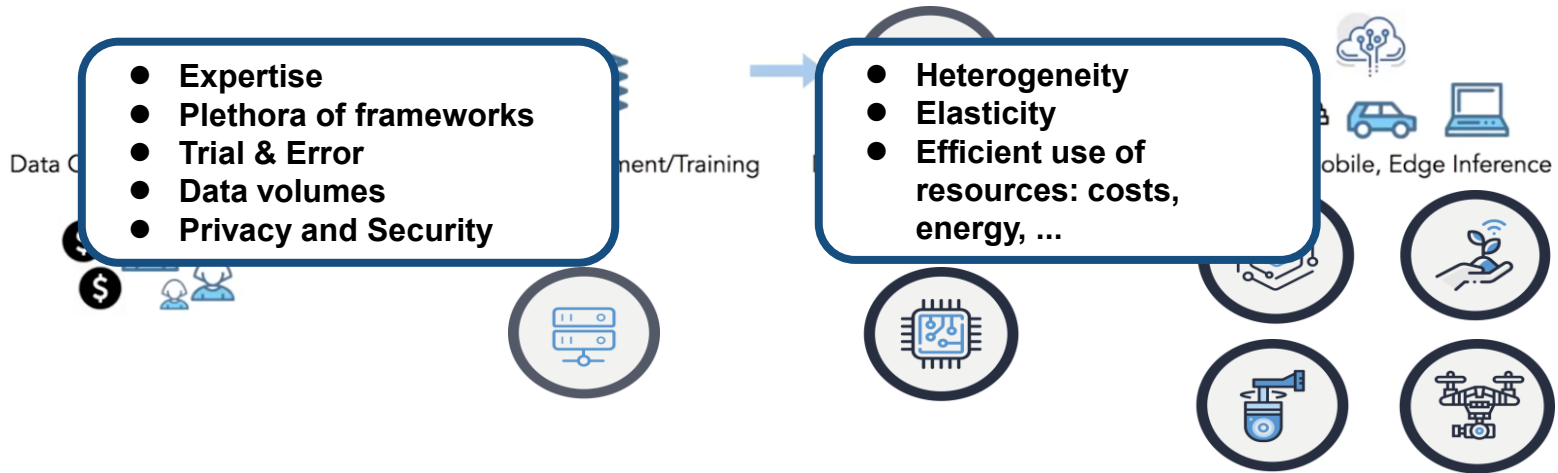 ● Expertise
● Plethora of frameworks
● Trial & Error
● Data volumes
● Privacy and Security
● Heterogeneity
● Elasticity
● Efficient use of
resources: costs,
energy, ...
Data
ment/Training
obile, Edge Inference
$
$